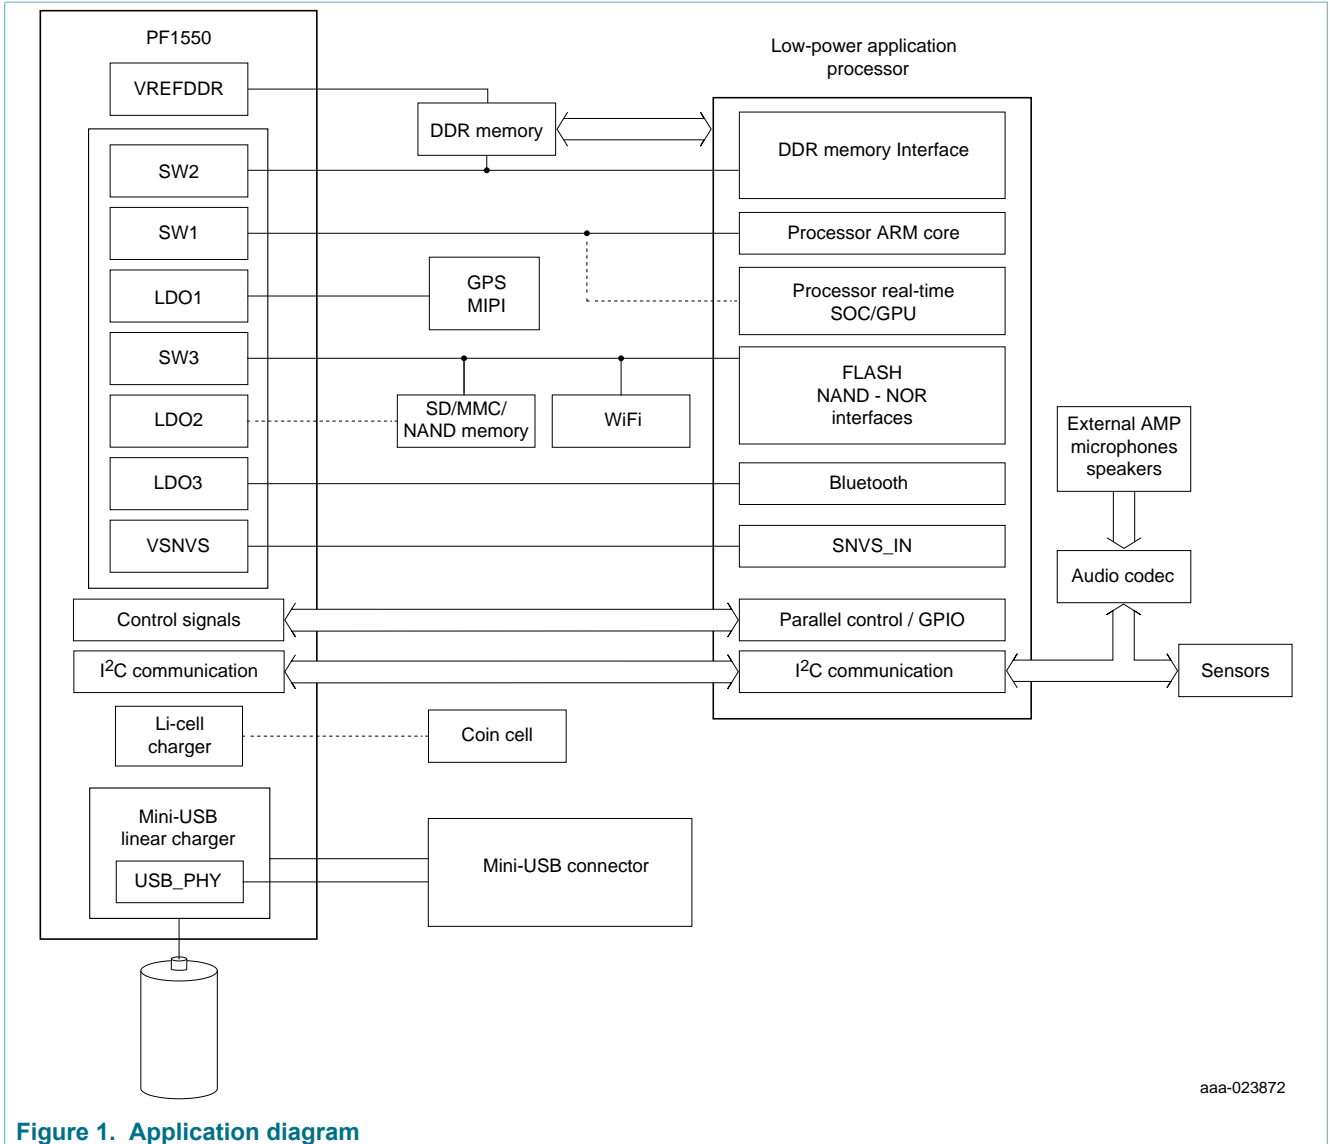 PF1550
VREFDDR
SW2
SW1
LDO1
SW3
LDO2
LDO3
VSNVS
Control signals
I²C communication
Li-cell
charger
Mini-USB
linear charger
USB_PHY
DDR memory
GPS
MIPI
SD/MMC/
NAND memory
WiFi
Coin cell
Mini-USB connector
Low-power application
processor
DDR memory Interface
Processor ARM core
Processor real-time
SOC/GPU
FLASH
NAND - NOR
interfaces
Bluetooth
SNVS_IN
Parallel control / GPIO
I²C communication
External AMP
microphones
speakers
Audio codec
Sensors
aaa-023872
Figure 1. Application diagram